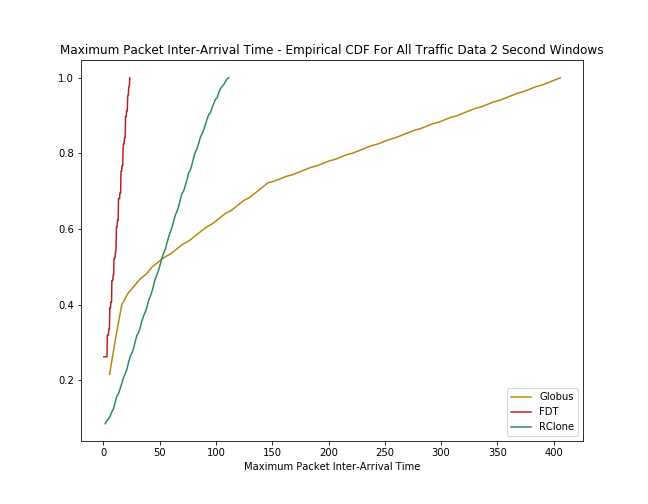 Maximum Packet Inter-Arrival Time - Empirical CDF For All Traffic Data 2 Second Windows
1.0
0.8
0.6
0.4
0.2
Globus
FDT
RClone
0 50 100 150 200 250 300 350 400
Maximum Packet Inter-Arrival Time